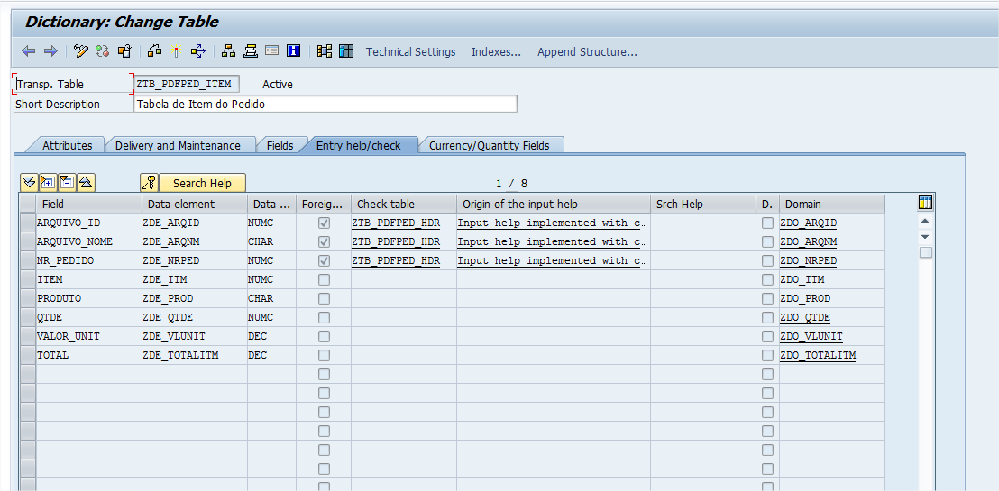 Dictionary: Change Table
Technical Settings Indexes... Append Structure...
Transp. Table ZTB_PDFPED_ITEM Active
Short Description Tabela de Item do Pedido
Attributes Delivery and Maintenance Fields Entry help/check Currency/Quantity Fields
Search Help 1 / 8
Field Data element Data ... Foreig... Check table Origin of the input help Srch Help D. Domain
ARQUIVO_ID ZDE_ARQID NUMC ZTB_PDFPED_HDR Input help implemented with c... ZDO_ARQID
ARQUIVO_NOME ZDE_ARQNM CHAR ZTB_PDFPED_HDR Input help implemented with c... ZDO_ARQNM
NR_PEDIDO ZDE_NRPED NUMC ZTB_PDFPED_HDR Input help implemented with c... ZDO_NRPED
ITEM ZDE_ITM NUMC ZDO_ITM
PRODUTO ZDE_PROD CHAR ZDO_PROD
QTDE ZDE_QTDE NUMC ZDO_QTDE
VALOR_UNIT ZDE_VLUNIT DEC ZDO_VLUNIT
TOTAL ZDE_TOTALITM DEC ZDO_TOTALITM